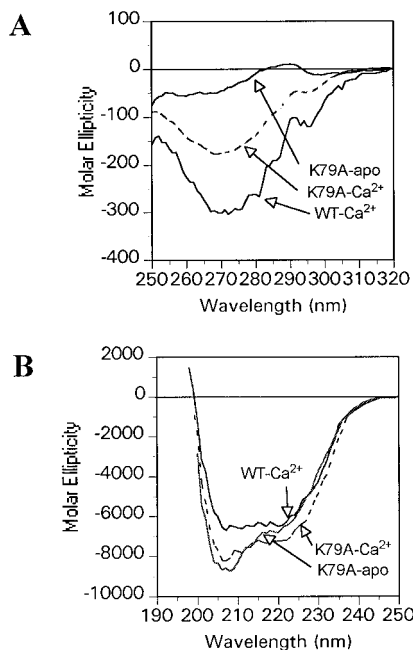 A
Molar Ellipticity
0
-100
-200
-300
-400
K79A-apo
K79A-Ca²⁺
WT-Ca²⁺
250 260 270 280 290 300 310 320
Wavelength (nm)
B
Molar Ellipticity
2000
0
-2000
-4000
-6000
-8000
-10000
WT-Ca²⁺
K79A-Ca²⁺
K79A-apo
190 200 210 220 230 240 250
Wavelength (nm)